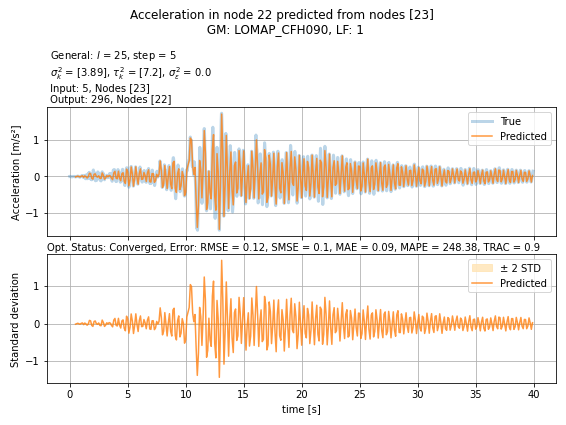 Acceleration in node 22 predicted from nodes [23]
GM: LOMAP_CFH090, LF: 1
General: l = 25, step = 5
σ²ₖ = [3.89], τ²ₖ = [7.2], σ²ε = 0.0
Input: 5, Nodes [23]
Output: 296, Nodes [22]
Acceleration [m/s²]
1
0
−1
True
Predicted
Opt. Status: Converged, Error: RMSE = 0.12, SMSE = 0.1, MAE = 0.09, MAPE = 248.38, TRAC = 0.9
Standard deviation
1
0
−1
± 2 STD
Predicted
0 5 10 15 20 25 30 35 40
time [s]